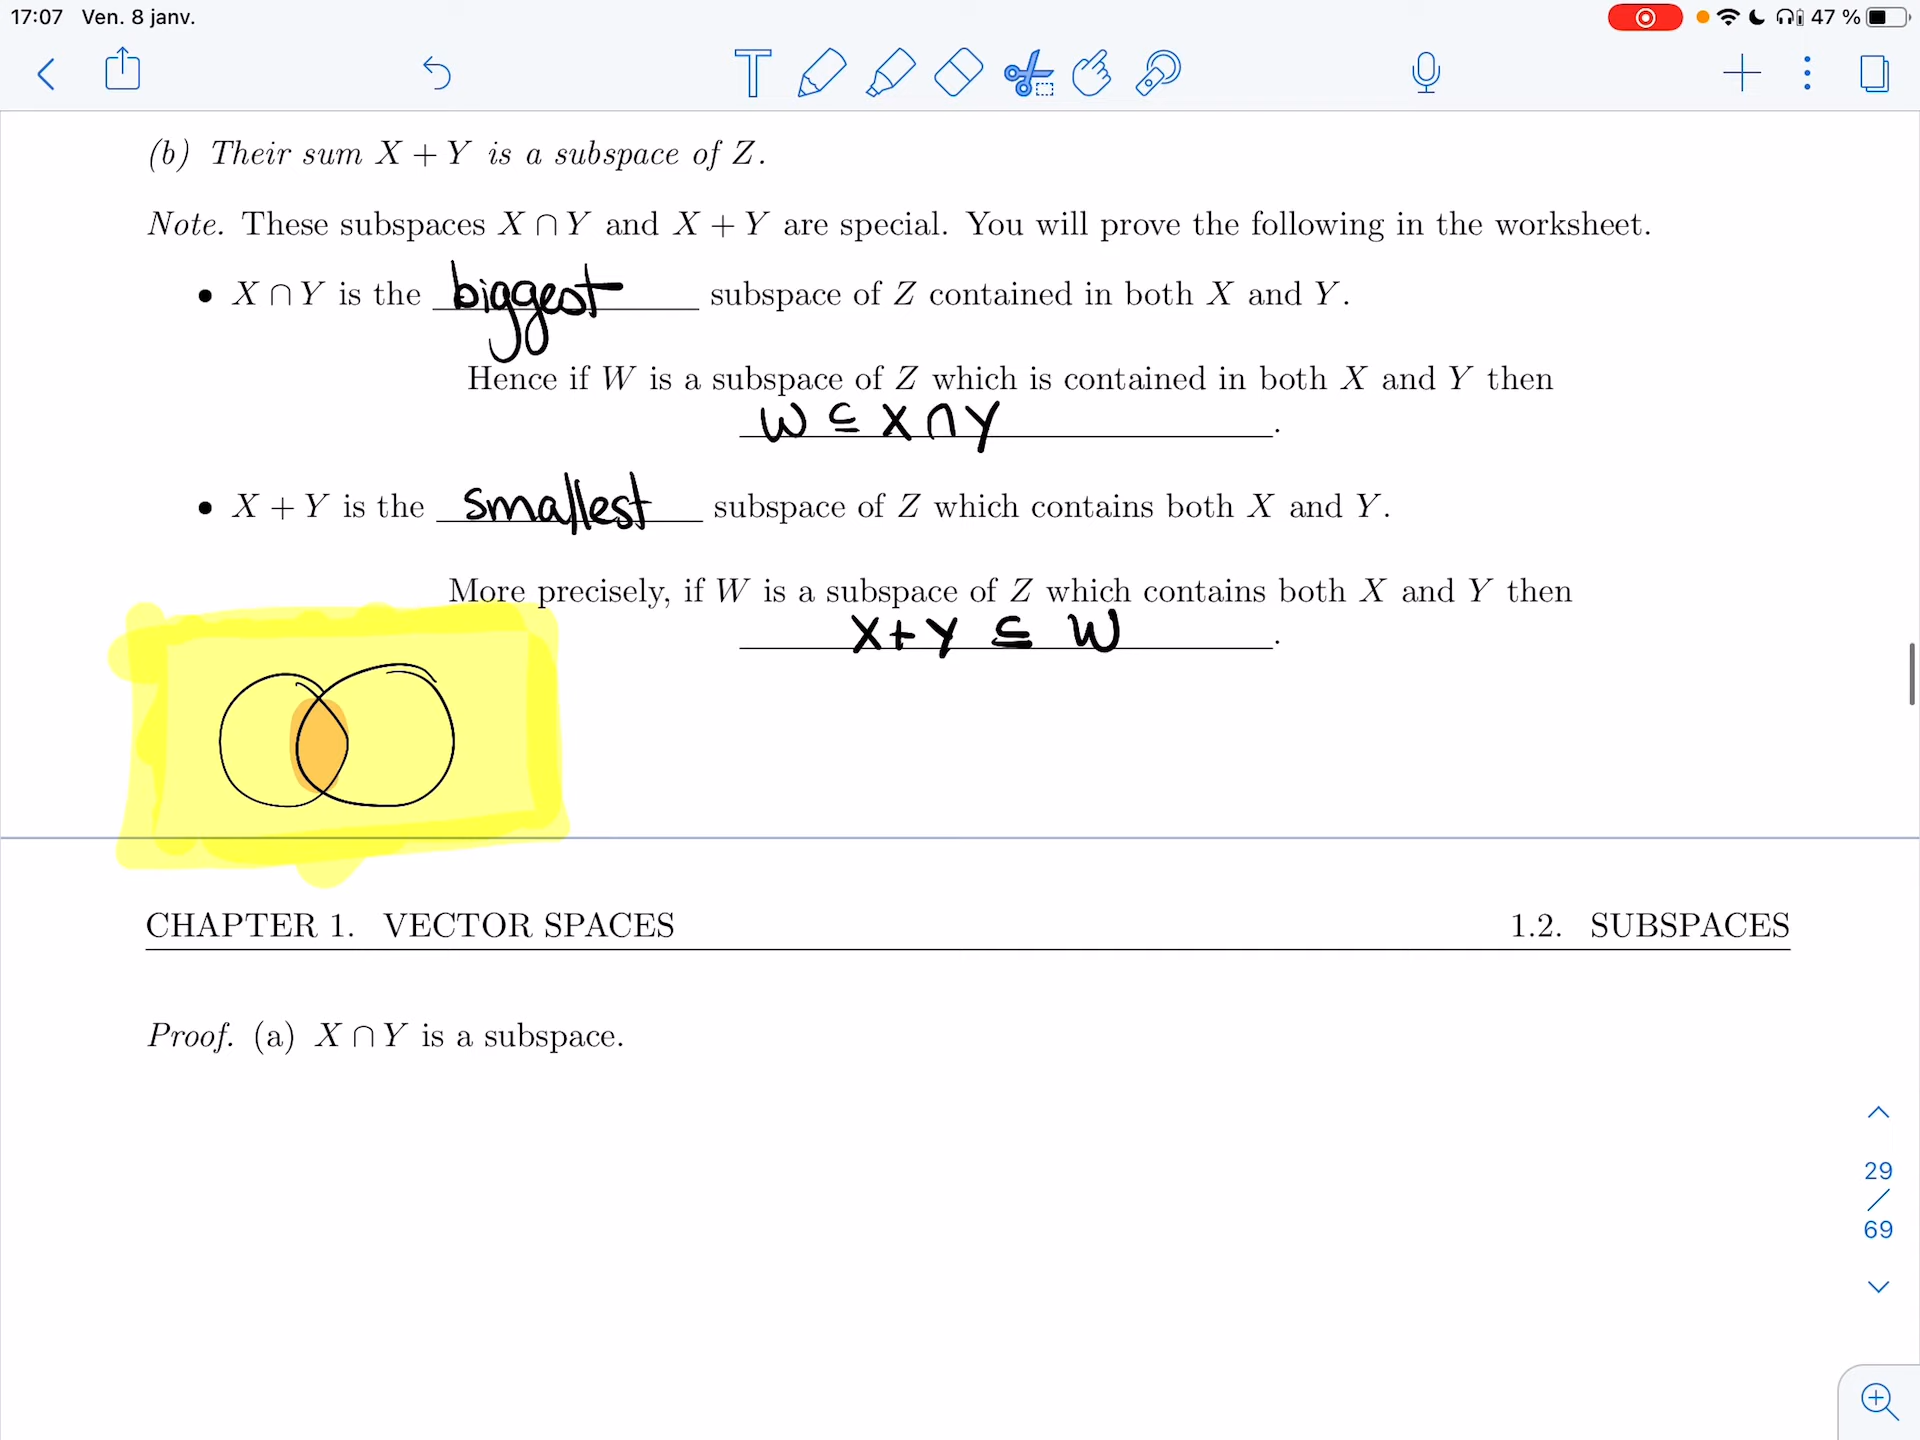 17:07 Ven. 8 janv. 47 %
(b) Their sum X + Y is a subspace of Z.
Note. These subspaces X ∩ Y and X + Y are special. You will prove the following in the worksheet.
• X ∩ Y is the biggest subspace of Z contained in both X and Y.
Hence if W is a subspace of Z which is contained in both X and Y then
W ⊆ X ∩ Y.
• X + Y is the smallest subspace of Z which contains both X and Y.
More precisely, if W is a subspace of Z which contains both X and Y then
X + Y ⊆ W.
CHAPTER 1. VECTOR SPACES 1.2. SUBSPACES
Proof. (a) X ∩ Y is a subspace.
29
/
69